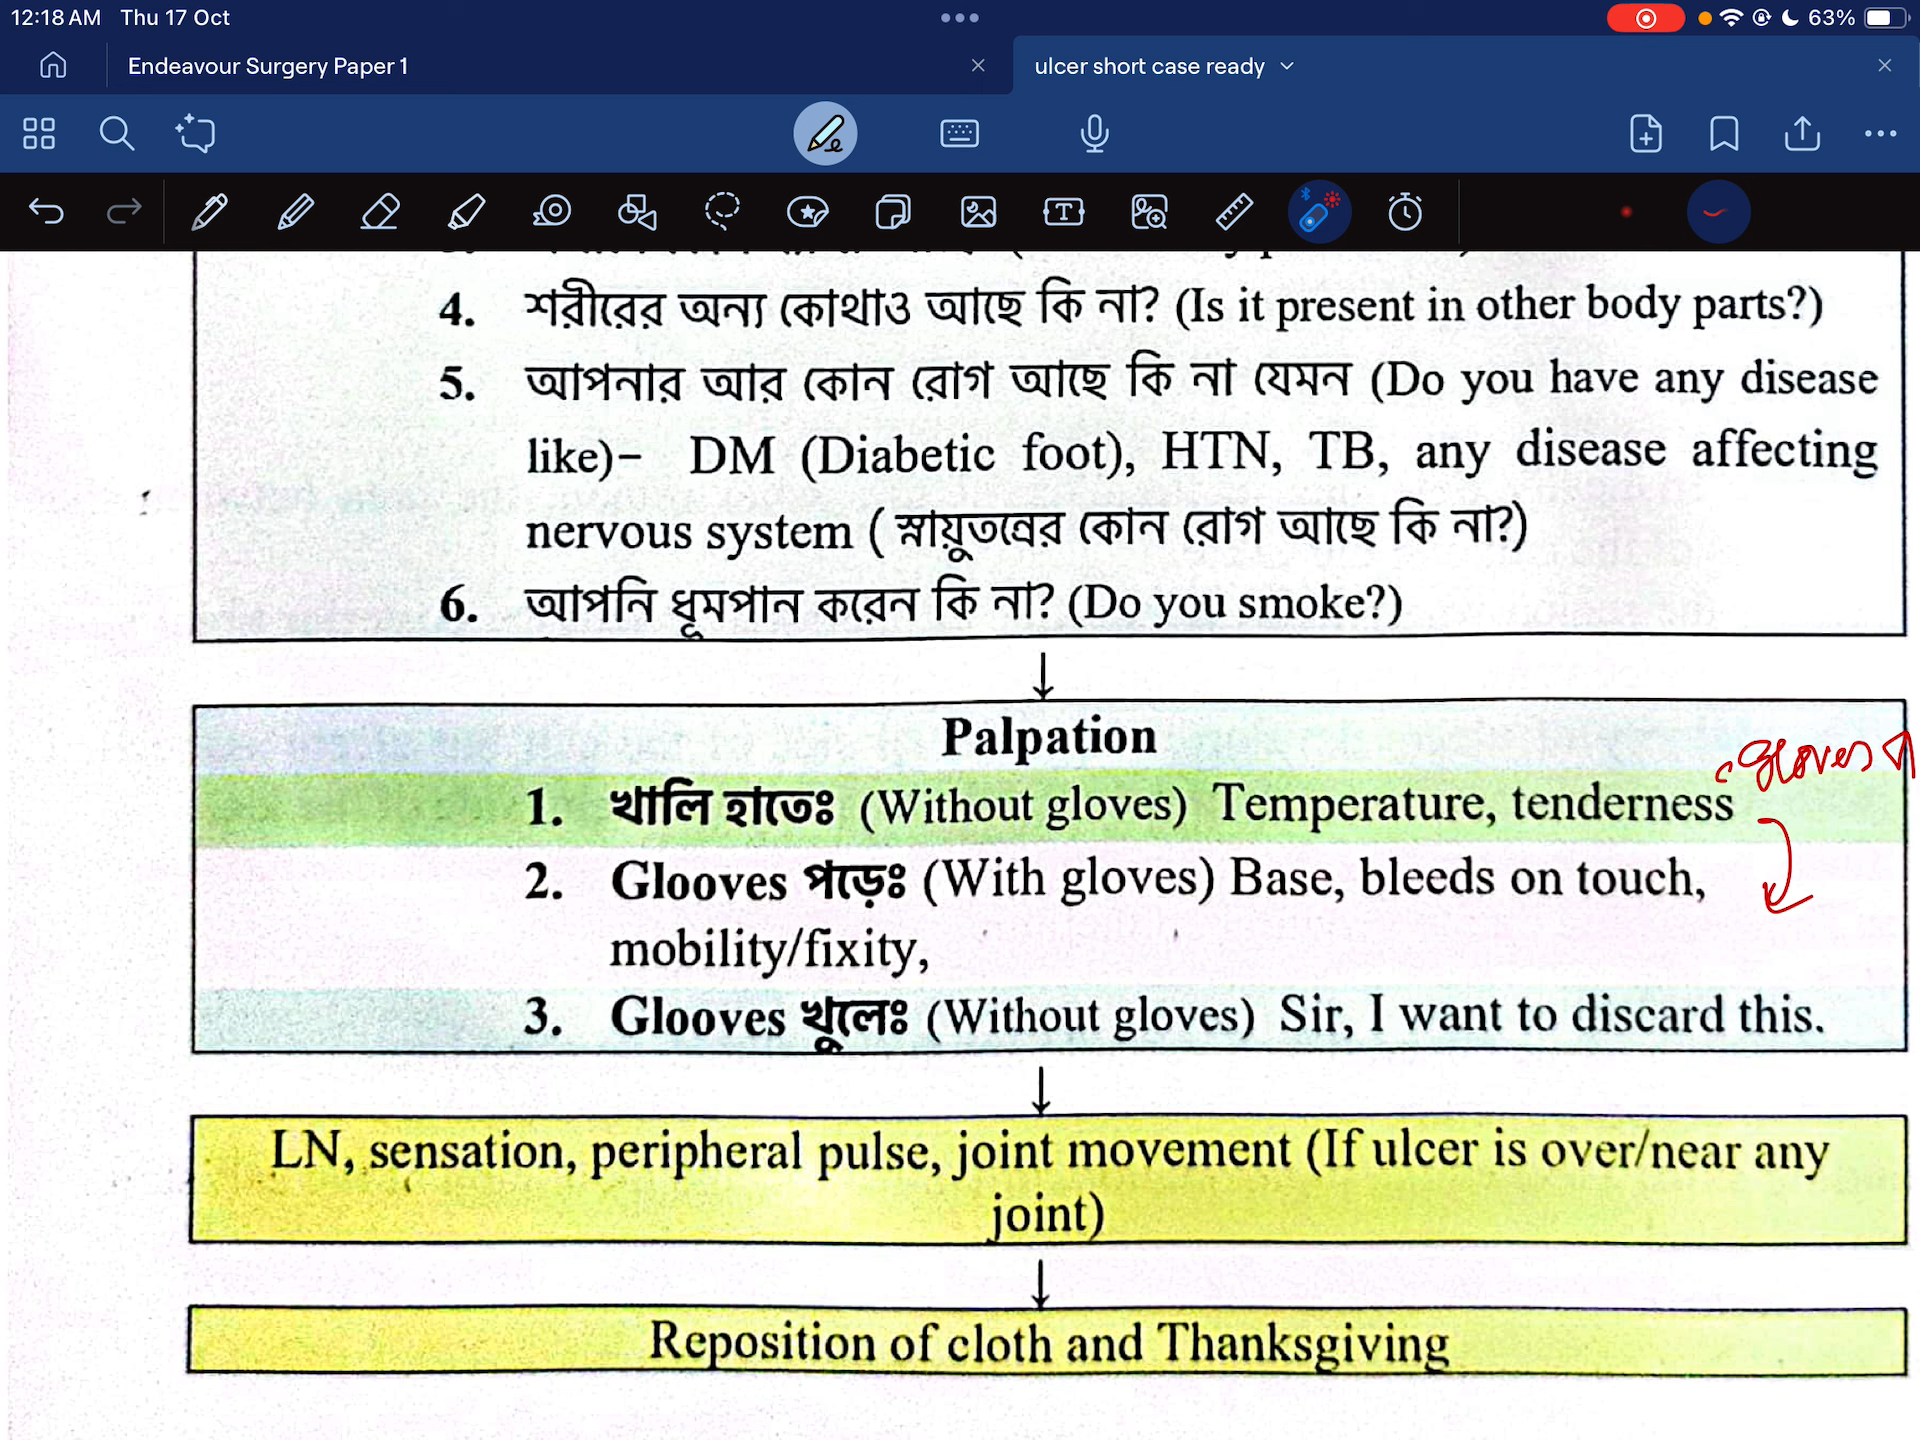 12:18 AM Thu 17 Oct
63%
Endeavour Surgery Paper 1
ulcer short case ready
4. শরীরের অন্য কোথাও আছে কি না? (Is it present in other body parts?)
5. আপনার আর কোন রোগ আছে কি না যেমন (Do you have any disease
like)– DM (Diabetic foot), HTN, TB, any disease affecting
nervous system ( স্নায়ুতন্ত্রের কোন রোগ আছে কি না?)
6. আপনি ধূমপান করেন কি না? (Do you smoke?)
Palpation
gloves
1. খালি হাতেঃ (Without gloves) Temperature, tenderness
2. Glooves পড়েঃ (With gloves) Base, bleeds on touch,
mobility/fixity,
3. Glooves খুলেঃ (Without gloves) Sir, I want to discard this.
LN, sensation, peripheral pulse, joint movement (If ulcer is over/near any
joint)
Reposition of cloth and Thanksgiving